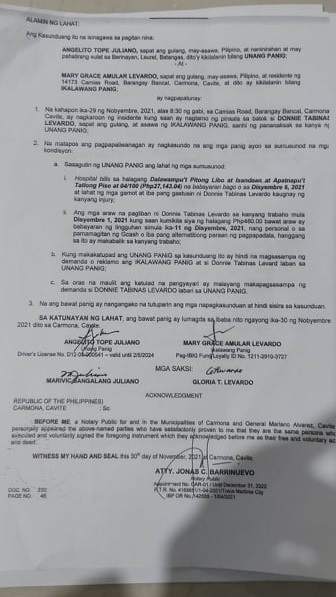 ALAMIN NG LAHAT:
Ang Kasunduang ito na isinagawa sa pagitan nina:
ANGELITO TOPE JULIANO, sapat ang gulang, may-asawa, Pilipino, at naninirahan at may
pahatirang sulat sa Berinayan, Laurel, Batangas, dito'y kikilalanin bilang UNANG PANIG;
- At -
MARY GRACE AMULAR LEVARDO, sapat ang gulang, may-asawa, Pilipino, at residente ng
14173 Camias Road, Barangay Bancal, Carmona, Cavite, at dito ay kikilalanin bilang
IKALAWANG PANIG;
ay nagpapatunay:
1. Na kahapon ika-29 ng Nobyembre, 2021, alas 8:30 ng gabi, sa Camias Road, Barangay Bancal, Carmona,
Cavite, ay nagkaroon ng insidente kung saan ay nagtamo ng pinsala sa batok si DONNIE TABINAS
LEVARDO, sapat ang gulang, at asawa ng IKALAWANG PANIG, sanhi ng pananaksak sa kanya ng
UNANG PANIG;
2. Na matapos ang pagpapaliwanagan ay nagkasundo na ang mga panig ayon sa sumusunod na mga
kondisyon:
a. Sasagutin ng UNANG PANIG ang lahat ng mga sumusunod:
i. Hospital bills sa halagang Dalawampu't Pitong Libo at Isandaan at Apatnapu't
Tatlong Piso at 04/100 (Php27,143.04) na babayaran bago o sa Disyembre 6, 2021
at lahat ng mga gamot at iba pang gastusin ni Donnie Tabinas Levardo kaugnay ng
kanyang injury;
ii. Ang mga araw na pagliban ni Donnie Tabinas Levardo sa kanyang trabaho mula
Disyembre 1, 2021 kung saan kumikita siya ng halagang Php480.00 bawat araw ay
babayaran ng lingguhan simula ika-11 ng Disyembre, 2021, nang personal o sa
pamamagitan ng Gcash o iba pang alternatibong paraan ng pagpapadala, hanggang
sa ito ay makabalik sa kanyang trabaho;
b. Kung makakatupad ang UNANG PANIG sa kasunduang ito ay hindi na magsasampa ng
demanda o reklamo ang IKALAWANG PANIG at si Donnie Tabinas Levard laban sa
UNANG PANIG;
c. Sa oras na maulit ang katulad na pangyayari ay malayang makapagsasampa ng
demanda si DONNIE TABINAS LEVARDO laban sa UNANG PANIG.
3. Na ang bawat panig ay nangangako na tutuparin ang mga napagkasunduan at hindi sisira sa kasunduan.
SA KATUNAYAN NG LAHAT, ang bawat panig ay lumagda sa ibaba nito ngayong ika-30 ng Nobyembre,
2021 dito sa Carmona, Cavite.
ANGELITO TOPE JULIANO MARY GRACE AMULAR LEVARDO
Unang Panig Ikalawang Panig
Driver's License No. – valid until 2/5/2024 Pag-IBIG Fund Loyalty ID No. 1211-2910-3727
MGA SAKSI:
MARIVIC BANGALANG JULIANO GLORIA T. LEVARDO
ACKNOWLEDGMENT
REPUBLIC OF THE PHILIPPINES)
CARMONA, CAVITE ) Sc
BEFORE ME, a Notary Public for and in the Municipalities of Carmona and General Mariano Alvarez, Cavite,
personally appeared the above-named parties who have satisfactorily proven to me that they are the same persons who
executed and voluntarily signed the foregoing instrument which they acknowledged before me as their free and voluntary act
and deed.
WITNESS MY HAND AND SEAL this 30th day of November, 2021 at Carmona, Cavite.
ATTY. JONAS C. BARRINUEVO
Notary Public
Until December 31, 2022
DOC. NO.
PAGE NO. 46